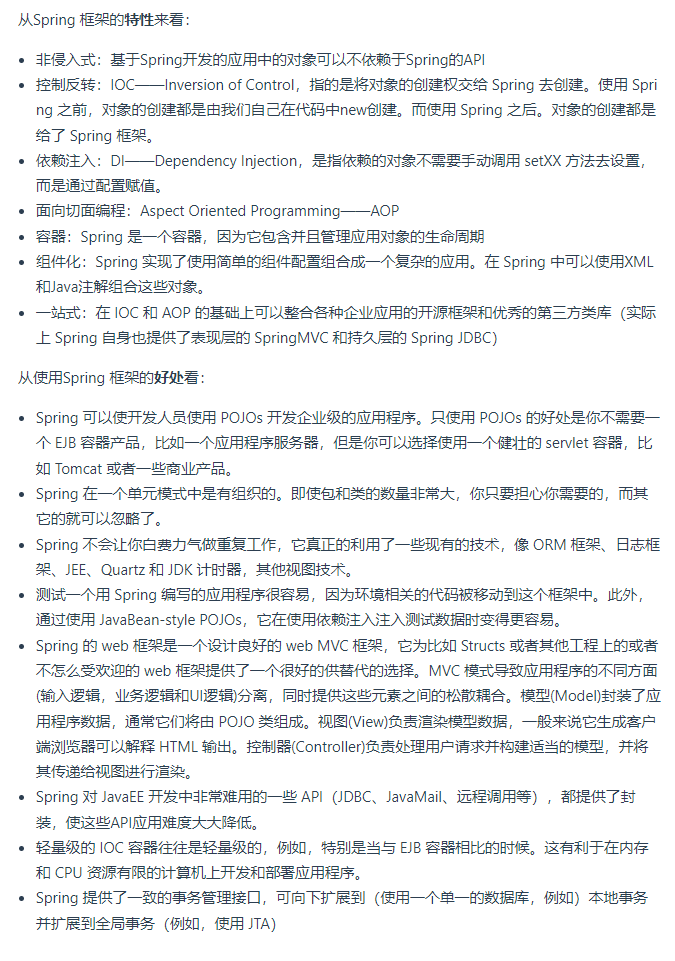 从Spring 框架的特性来看：
非侵入式：基于Spring开发的应用中的对象可以不依赖于Spring的API
控制反转：IOC——Inversion of Control，指的是将对象的创建权交给 Spring 去创建。使用 Spri
ng 之前，对象的创建都是由我们自己在代码中new创建。而使用 Spring 之后。对象的创建都是
给了 Spring 框架。
依赖注入：DI——Dependency Injection，是指依赖的对象不需要手动调用 setXX 方法去设置，
而是通过配置赋值。
面向切面编程：Aspect Oriented Programming——AOP
容器：Spring 是一个容器，因为它包含并且管理应用对象的生命周期
组件化：Spring 实现了使用简单的组件配置组合成一个复杂的应用。在 Spring 中可以使用XML
和Java注解组合这些对象。
一站式：在 IOC 和 AOP 的基础上可以整合各种企业应用的开源框架和优秀的第三方类库（实际
上 Spring 自身也提供了表现层的 SpringMVC 和持久层的 Spring JDBC）
从使用Spring 框架的好处看：
Spring 可以使开发人员使用 POJOs 开发企业级的应用程序。只使用 POJOs 的好处是你不需要一
个 EJB 容器产品，比如一个应用程序服务器，但是你可以选择使用一个健壮的 servlet 容器，比
如 Tomcat 或者一些商业产品。
Spring 在一个单元模式中是有组织的。即使包和类的数量非常大，你只要担心你需要的，而其
它的就可以忽略了。
Spring 不会让你白费力气做重复工作，它真正的利用了一些现有的技术，像 ORM 框架、日志框
架、JEE、Quartz 和 JDK 计时器，其他视图技术。
测试一个用 Spring 编写的应用程序很容易，因为环境相关的代码被移动到这个框架中。此外，
通过使用 JavaBean-style POJOs，它在使用依赖注入注入测试数据时变得更容易。
Spring 的 web 框架是一个设计良好的 web MVC 框架，它为比如 Structs 或者其他工程上的或者
不怎么受欢迎的 web 框架提供了一个很好的供替代的选择。MVC 模式导致应用程序的不同方面
(输入逻辑，业务逻辑和UI逻辑)分离，同时提供这些元素之间的松散耦合。模型(Model)封装了应
用程序数据，通常它们将由 POJO 类组成。视图(View)负责渲染模型数据，一般来说它生成客户
端浏览器可以解释 HTML 输出。控制器(Controller)负责处理用户请求并构建适当的模型，并将
其传递给视图进行渲染。
Spring 对 JavaEE 开发中非常难用的一些 API（JDBC、JavaMail、远程调用等），都提供了封
装，使这些API应用难度大大降低。
轻量级的 IOC 容器往往是轻量级的，例如，特别是当与 EJB 容器相比的时候。这有利于在内存
和 CPU 资源有限的计算机上开发和部署应用程序。
Spring 提供了一致的事务管理接口，可向下扩展到（使用一个单一的数据库，例如）本地事务
并扩展到全局事务（例如，使用 JTA）